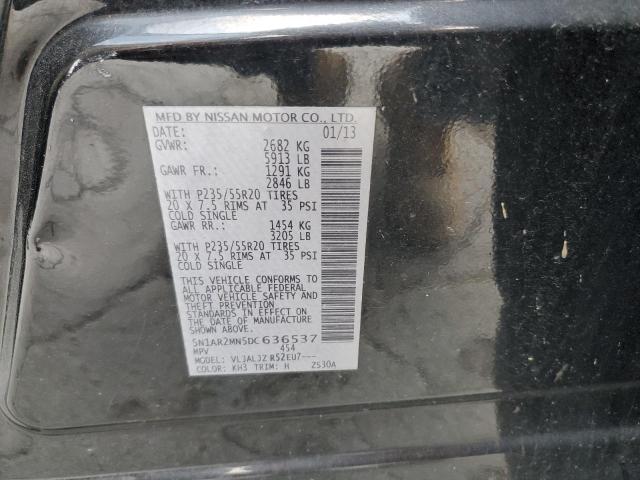 MFD BY NISSAN MOTOR CO., LTD.
DATE: 01/13
GVWR: 2682 KG
5913 LB
GAWR FR.: 1291 KG
2846 LB
WITH P235/55R20 TIRES
20 X 7.5 RIMS AT 35 PSI
COLD SINGLE
GAWR RR.: 1454 KG
3205 LB
WITH P235/55R20 TIRES
20 X 7.5 RIMS AT 35 PSI
COLD SINGLE
THIS VEHICLE CONFORMS TO
ALL APPLICABLE FEDERAL
MOTOR VEHICLE SAFETY AND
THEFT PREVENTION
STANDARDS IN EFFECT ON
THE DATE OF MANUFACTURE
SHOWN ABOVE.
5N1AR2MN5DC636537
MPV 454
MODEL: VLJALJZ R52EU7---
COLOR: KH3 TRIM: H ZS30A